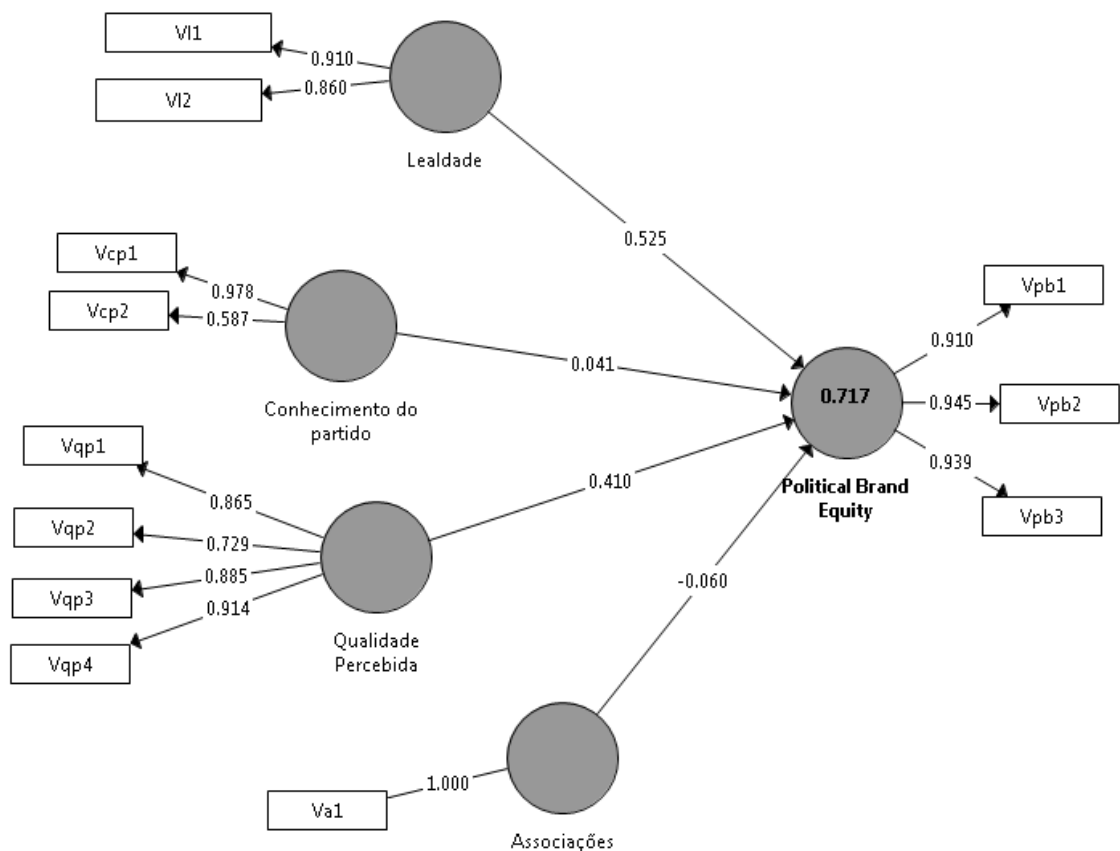 Vl1
0.910
Vl2
0.860
Lealdade
0.525
Vcp1
0.978
Vcp2
0.587
Conhecimento do
partido
0.041
Vqp1
0.865
Vqp2
0.729
Vqp3
0.885
Vqp4
0.914
Qualidade
Percebida
0.410
Va1
1.000
Associações
-0.060
0.717
Political Brand
Equity
Vpb1
0.910
Vpb2
0.945
Vpb3
0.939